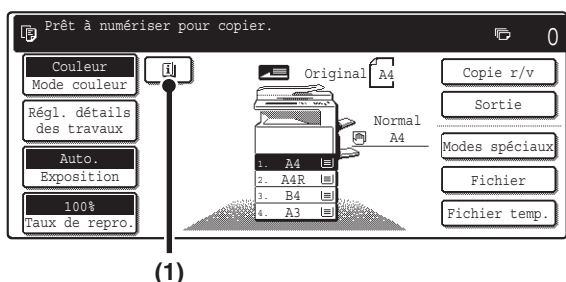 Prêt à numériser pour copier.
0
Couleur
Mode couleur
Régl. détails
des travaux
Auto.
Exposition
100%
Taux de repro.
Original A4
Normal
A4
1. A4
2. A4R
3. B4
4. A3
Copie r/v
Sortie
Modes spéciaux
Fichier
Fichier temp.
(1)